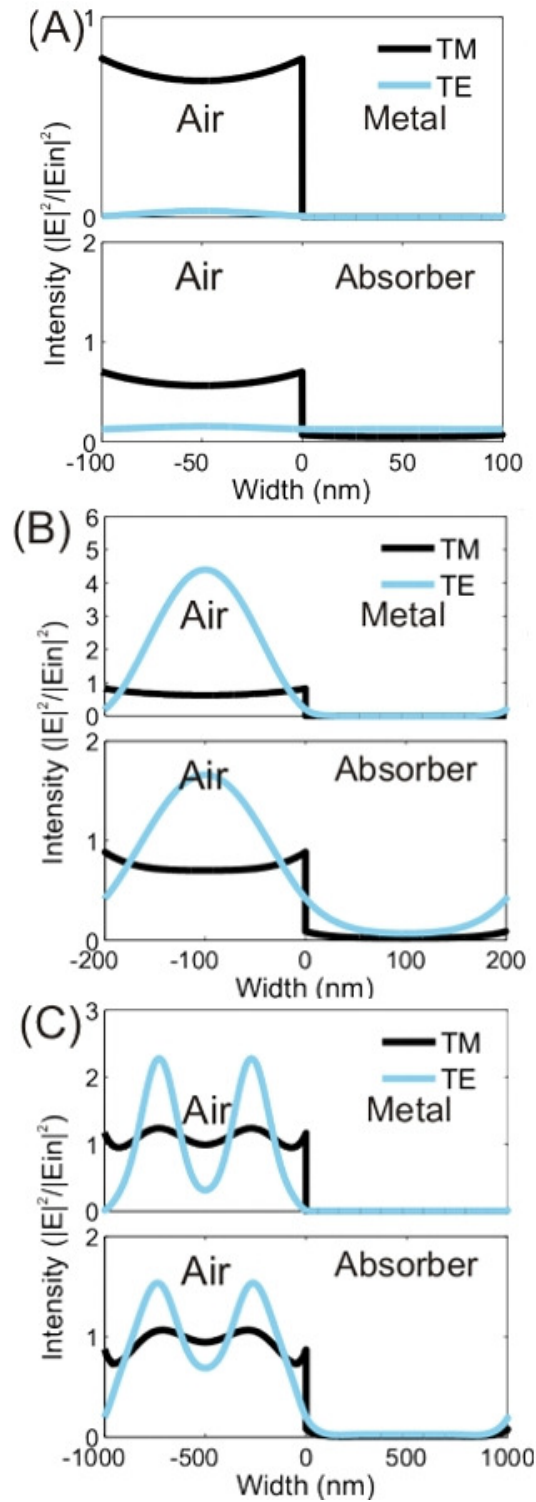 (A)
1
TM
TE
Air
Metal
0
2
Air
Absorber
1
0
-100 -50 0 50 100
Width (nm)
Intensity (|E|²/|Ein|²)
(B)
6
5
4
3
2
1
0
TM
TE
Air
Metal
2
Air
Absorber
1
0
-200 -100 0 100 200
Width (nm)
Intensity (|E|²/|Ein|²)
(C)
3
2
1
0
TM
TE
Air
Metal
2
Air
Absorber
1
0
-1000 -500 0 500 1000
Width (nm)
Intensity (|E|²/|Ein|²)